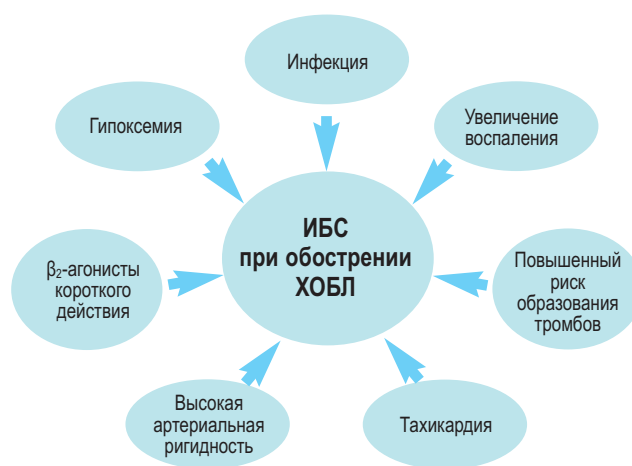 Инфекция
Гипоксемия
Увеличение
воспаления
ИБС
при обострении
ХОБЛ
β₂-агонисты
короткого
действия
Повышенный
риск
образования
тромбов
Высокая
артериальная
ригидность
Тахикардия